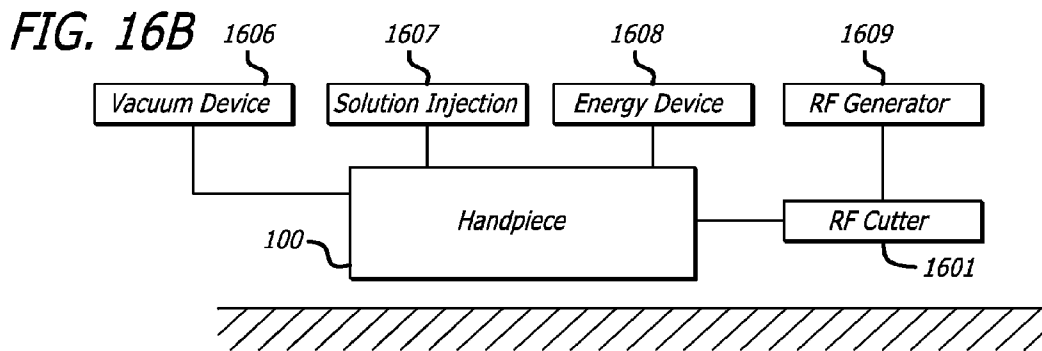 FIG. 16B
1606 1607 1608 1609
Vacuum Device Solution Injection Energy Device RF Generator
Handpiece RF Cutter
100 1601